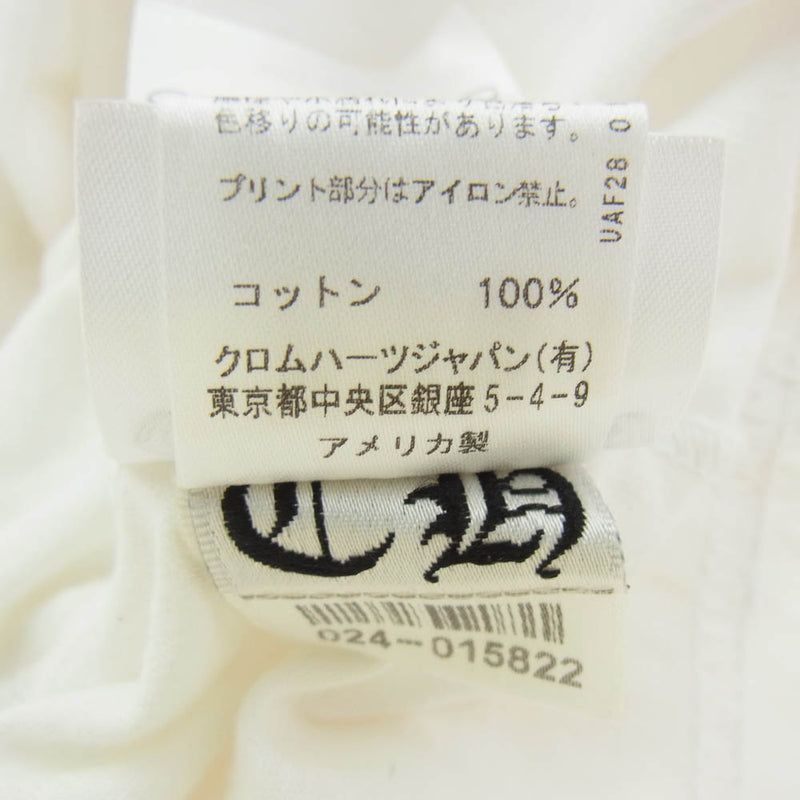 色移りの可能性があります。
プリント部分はアイロン禁止。
コットン 100%
クロムハーツジャパン(有)
東京都中央区銀座5-4-9
アメリカ製
UAF28 0
CH
024-015822